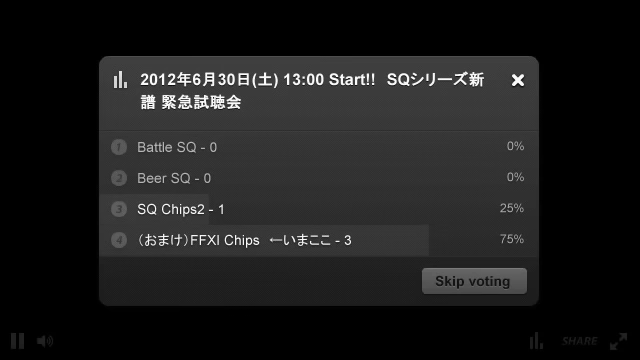 2012年6月30日(土) 13:00 Start!!　SQシリーズ新
譜 緊急試聴会
1 Battle SQ - 0 0%
2 Beer SQ - 0 0%
3 SQ Chips2 - 1 25%
4 （おまけ）FFXI Chips　←いまここ - 3 75%
Skip voting
SHARE